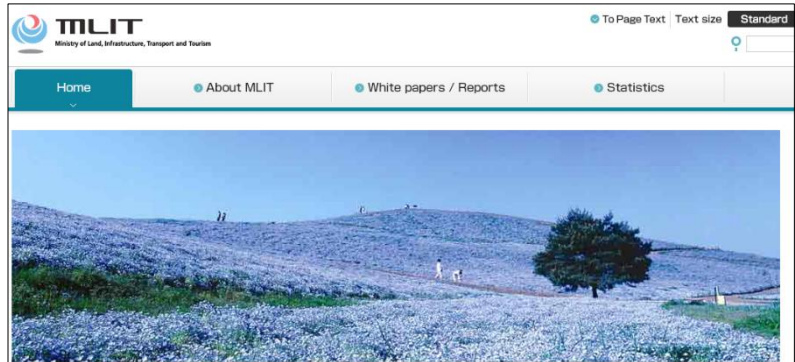 MLIT
Ministry of Land, Infrastructure, Transport and Tourism
To Page Text Text size Standard
Home About MLIT White papers / Reports Statistics